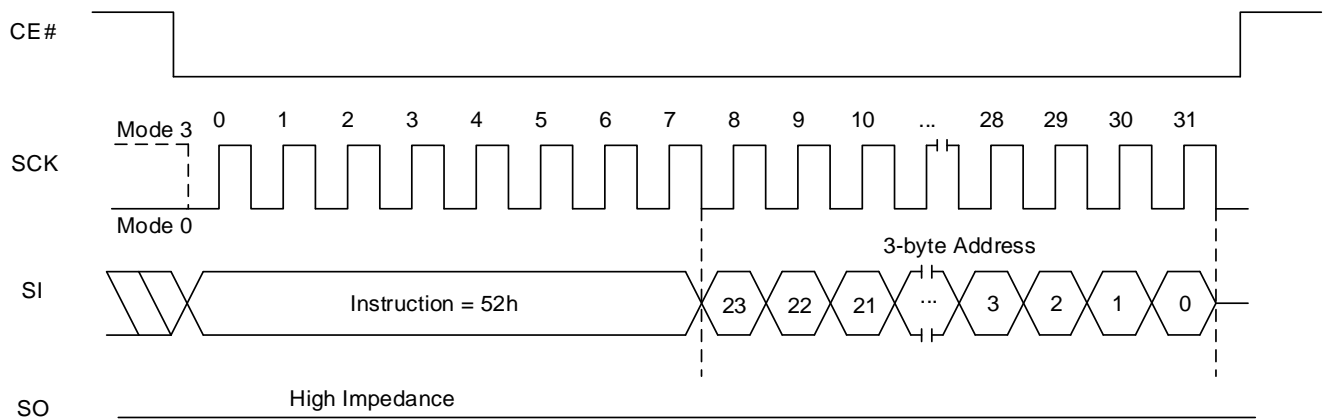 CE#
Mode 3
0 1 2 3 4 5 6 7 8 9 10 ... 28 29 30 31
SCK
Mode 0
3-byte Address
SI
Instruction = 52h
23 22 21 ... 3 2 1 0
High Impedance
SO